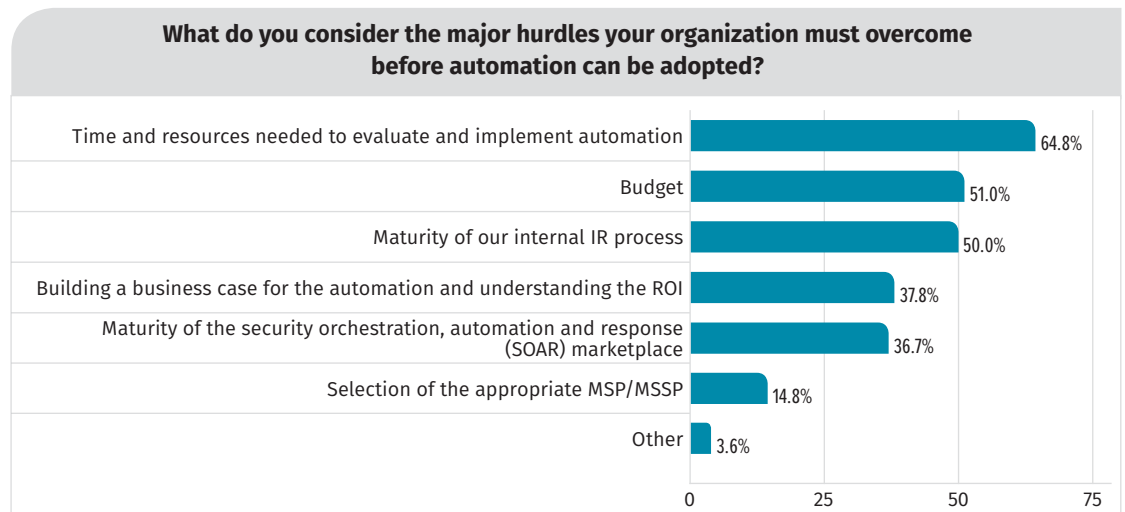 What do you consider the major hurdles your organization must overcome
before automation can be adopted?
Time and resources needed to evaluate and implement automation
64.8%
Budget
51.0%
Maturity of our internal IR process
50.0%
Building a business case for the automation and understanding the ROI
37.8%
Maturity of the security orchestration, automation and response
(SOAR) marketplace
36.7%
Selection of the appropriate MSP/MSSP
14.8%
Other
3.6%
0 25 50 75